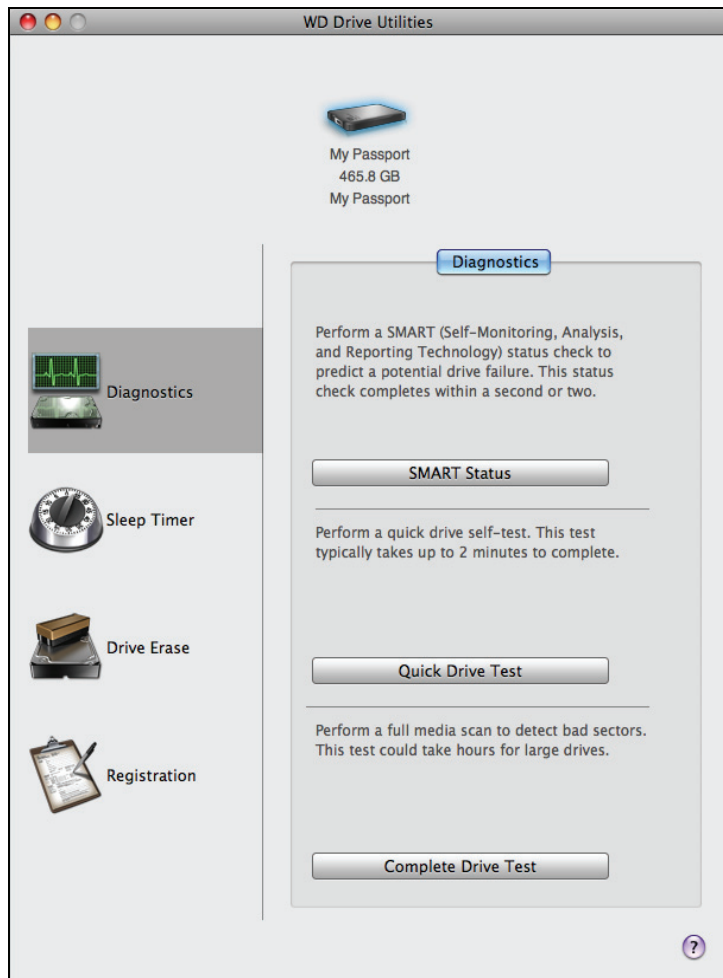 WD Drive Utilities
My Passport
465.8 GB
My Passport
Diagnostics
Sleep Timer
Drive Erase
Registration
Diagnostics
Perform a SMART (Self-Monitoring, Analysis,
and Reporting Technology) status check to
predict a potential drive failure. This status
check completes within a second or two.
SMART Status
Perform a quick drive self-test. This test
typically takes up to 2 minutes to complete.
Quick Drive Test
Perform a full media scan to detect bad sectors.
This test could take hours for large drives.
Complete Drive Test
?